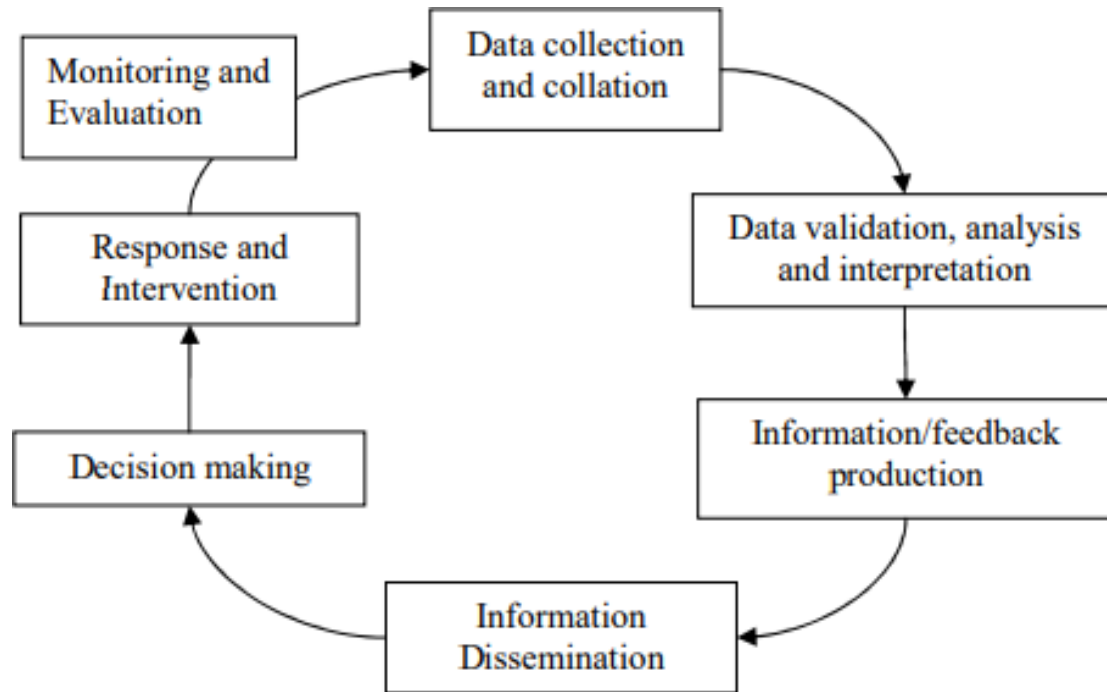 Monitoring and
Evaluation
Data collection
and collation
Data validation, analysis
and interpretation
Response and
Intervention
Information/feedback
production
Decision making
Information
Dissemination